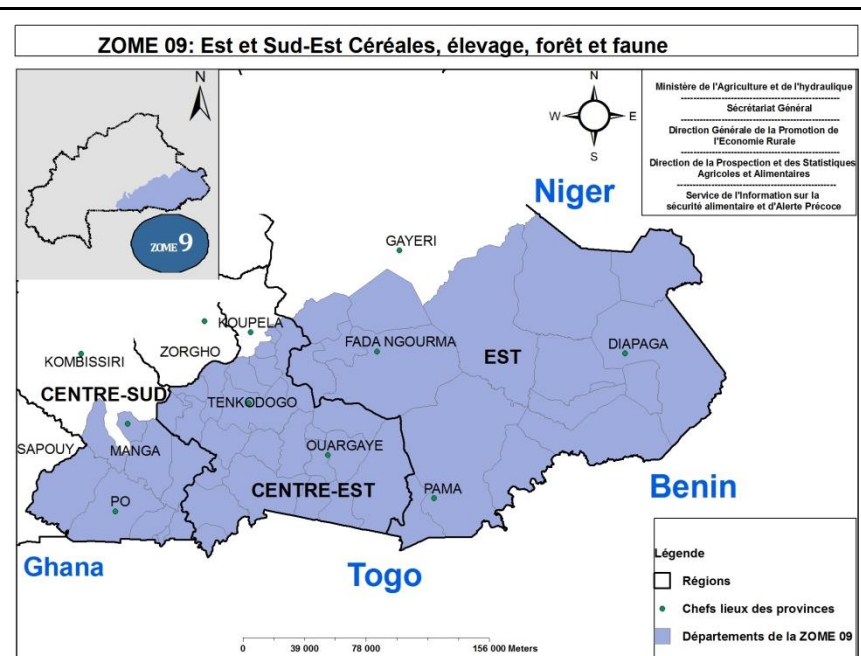 ZOME 09: Est et Sud-Est Céréales, élevage, forêt et faune
N
ZOME 9
N
W
E
S
Ministère de l'Agriculture et de l'hydraulique
Sécrétariat Général
Direction Générale de la Promotion de
l'Economie Rurale
Direction de la Prospection et des Statistiques
Agricoles et Alimentaires
Service de l'Information sur la
sécurité alimentaire et d'Alerte Précoce
Niger
GAYERI
KOUPELA
ZORGHO
KOMBISSIRI
FADA NGOURMA
EST
DIAPAGA
CENTRE-SUD
TENKODOGO
SAPOUY
MANGA
OUARGAYE
CENTRE-EST
PAMA
PO
Benin
Ghana
Togo
Légende
Régions
Chefs lieux des provinces
Départements de la ZOME 09
0 39 000 78 000 156 000 Meters